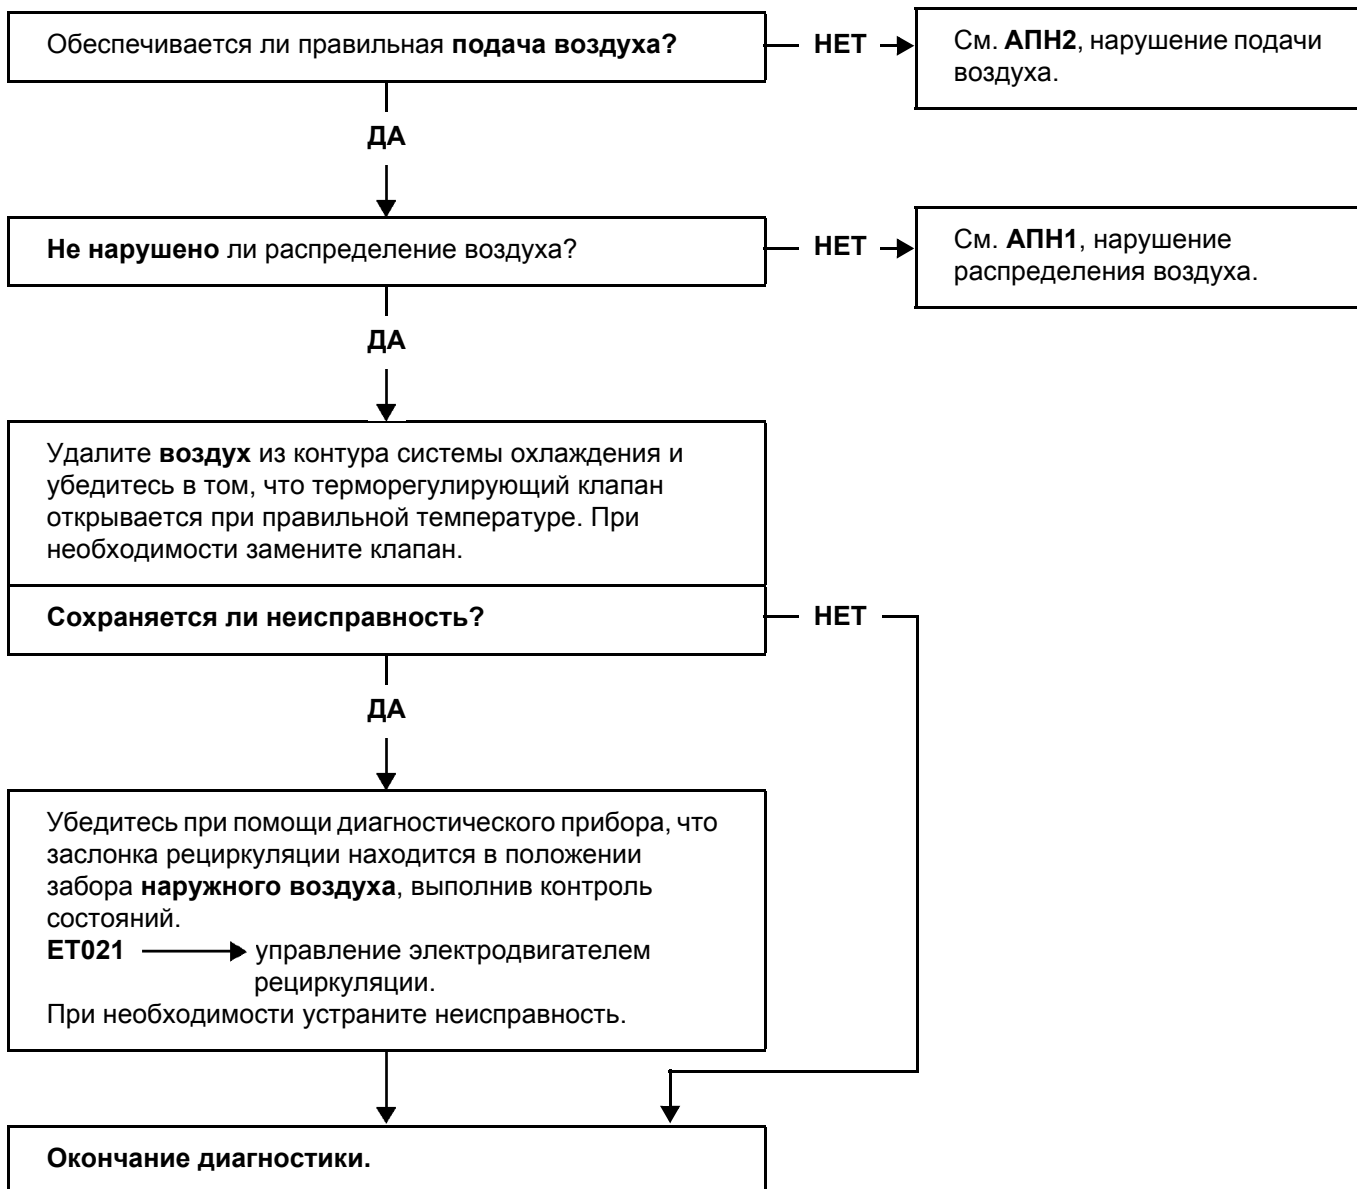 Обеспечивается ли правильная подача воздуха?
НЕТ
См. АПН2, нарушение подачи
воздуха.
ДА
Не нарушено ли распределение воздуха?
НЕТ
См. АПН1, нарушение
распределения воздуха.
ДА
Удалите воздух из контура системы охлаждения и
убедитесь в том, что терморегулирующий клапан
открывается при правильной температуре. При
необходимости замените клапан.
Сохраняется ли неисправность?
НЕТ
ДА
Убедитесь при помощи диагностического прибора, что
заслонка рециркуляции находится в положении
забора наружного воздуха, выполнив контроль
состояний.
ET021 управление электродвигателем
рециркуляции.
При необходимости устраните неисправность.
Окончание диагностики.